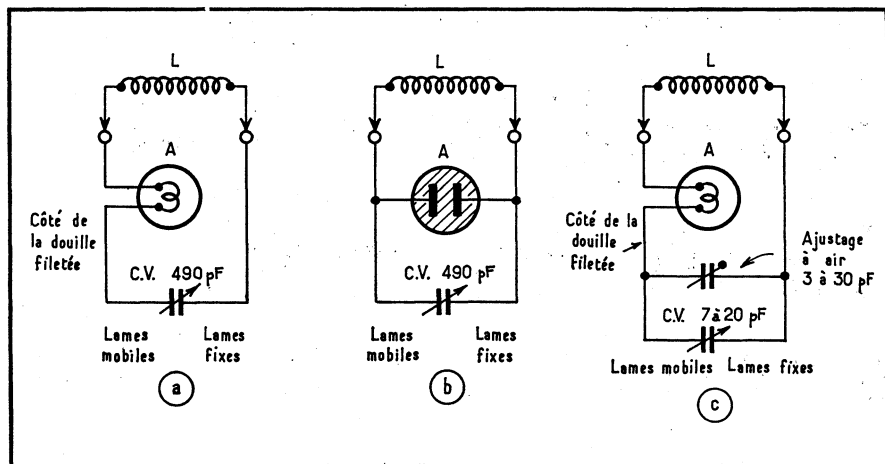 L
A
Côté de
la douille
filetée
C.V. 490 pF
Lames
mobiles
Lames
fixes
a
L
A
C.V. 490 pF
Lames
mobiles
Lames
fixes
b
L
A
Côté de la
douille
filetée
Ajustage
à air
3 à 30 pF
C.V. 7 à 20 pF
Lames mobiles Lames fixes
c